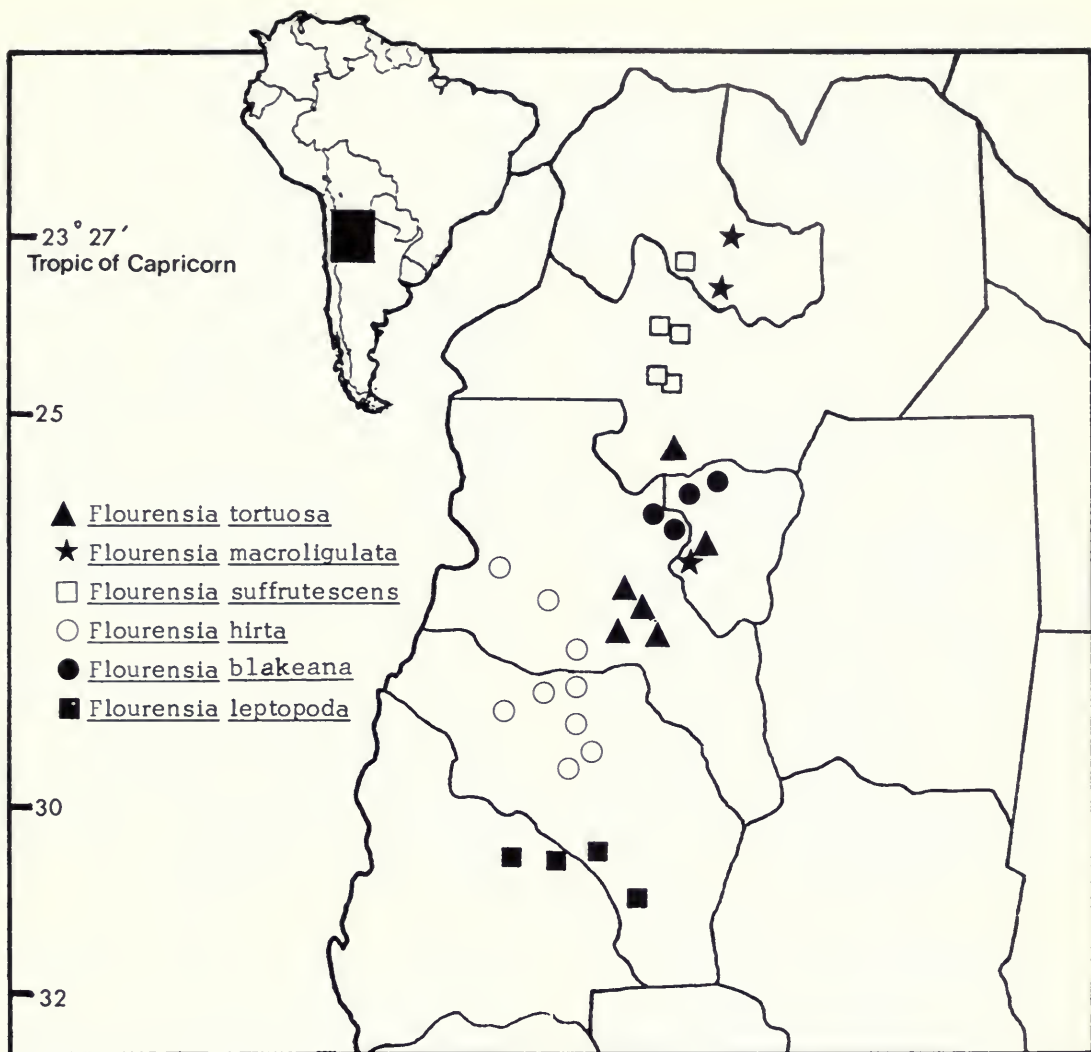 23°27′
Tropic of Capricorn
25
Flourensia tortuosa
Flourensia macroligulata
Flourensia suffrutescens
Flourensia hirta
Flourensia blakeana
Flourensia leptopoda
30
32